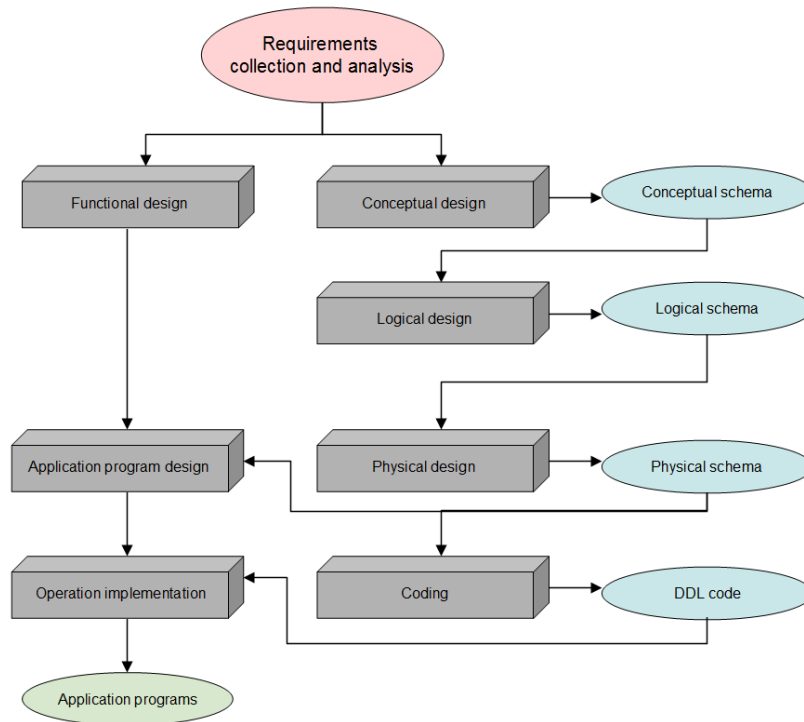 Requirements
collection and analysis
Functional design
Conceptual design
Conceptual schema
Logical design
Logical schema
Application program design
Physical design
Physical schema
Operation implementation
Coding
DDL code
Application programs